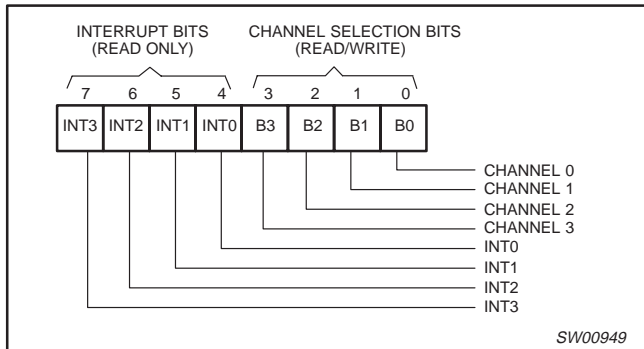 INTERRUPT BITS
(READ ONLY)
CHANNEL SELECTION BITS
(READ/WRITE)
7 6 5 4 3 2 1 0
INT3 INT2 INT1 INT0 B3 B2 B1 B0
CHANNEL 0
CHANNEL 1
CHANNEL 2
CHANNEL 3
INT0
INT1
INT2
INT3
SW00949